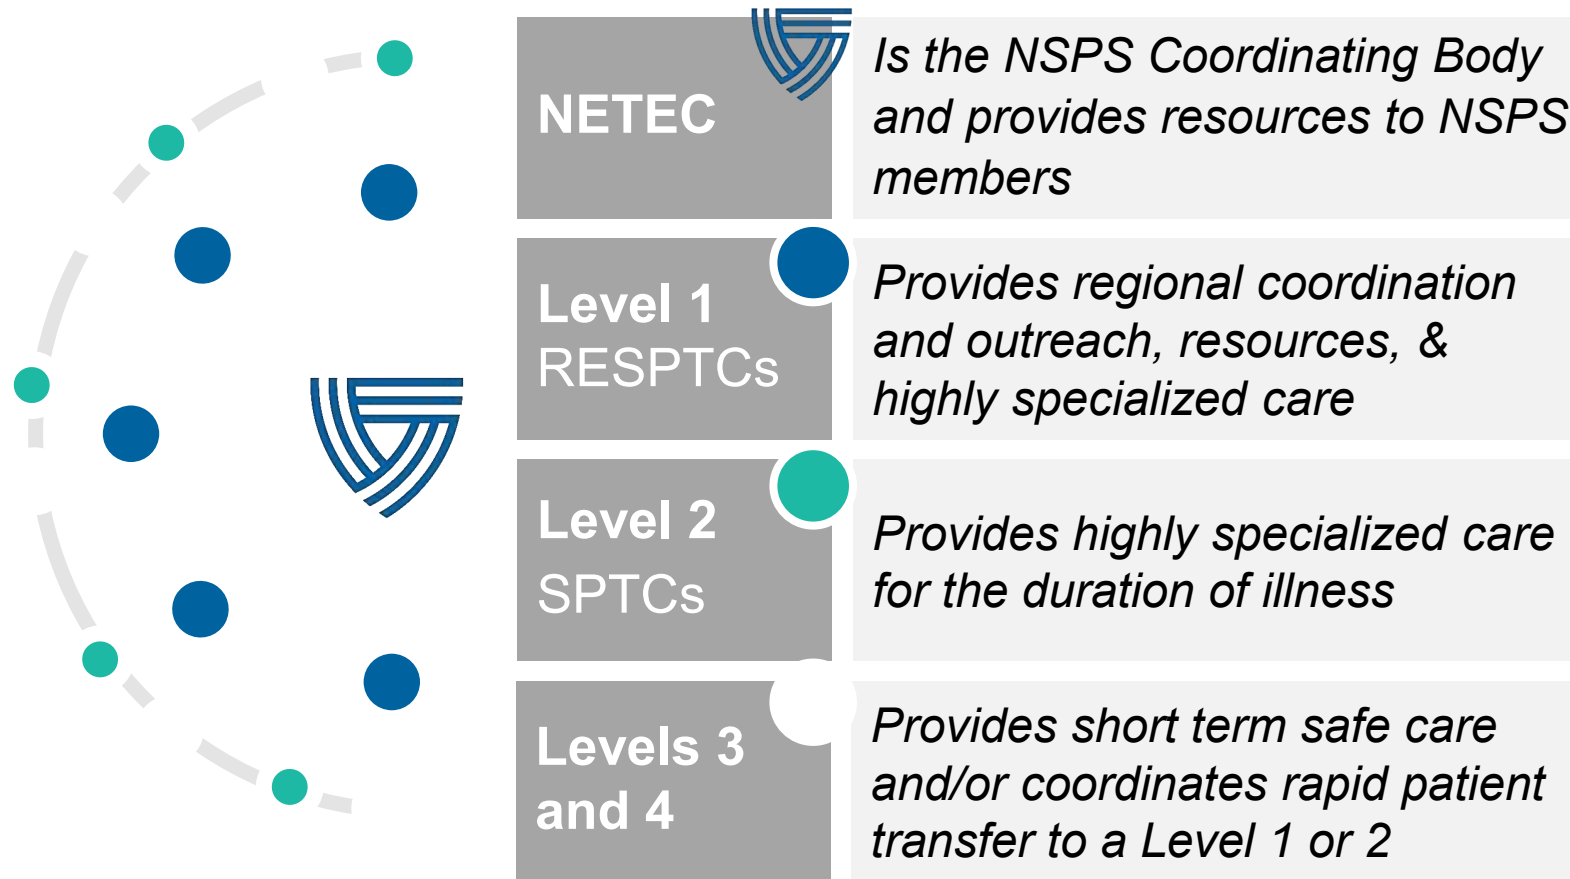 NETEC
Is the NSPS Coordinating Body
and provides resources to NSPS
members
Level 1
RESPTCs
Provides regional coordination
and outreach, resources, &
highly specialized care
Level 2
SPTCs
Provides highly specialized care
for the duration of illness
Levels 3
and 4
Provides short term safe care
and/or coordinates rapid patient
transfer to a Level 1 or 2